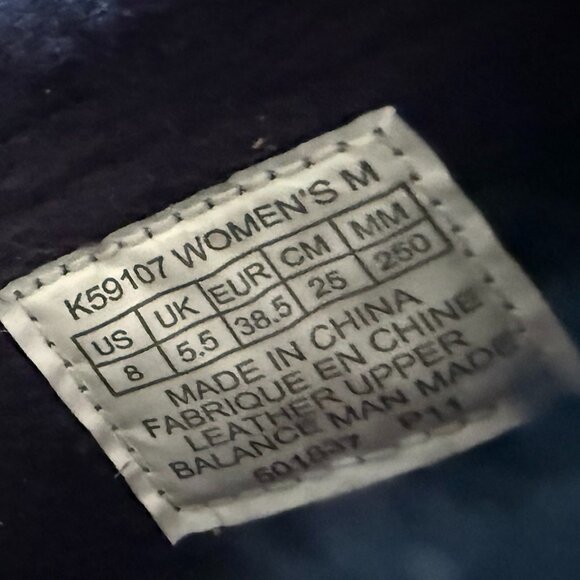 K59107 WOMEN'S M
US UK EUR CM MM
8 5.5 38.5 25 250
MADE IN CHINA
FABRIQUE EN CHINE
LEATHER UPPER
BALANCE MAN MADE
P11